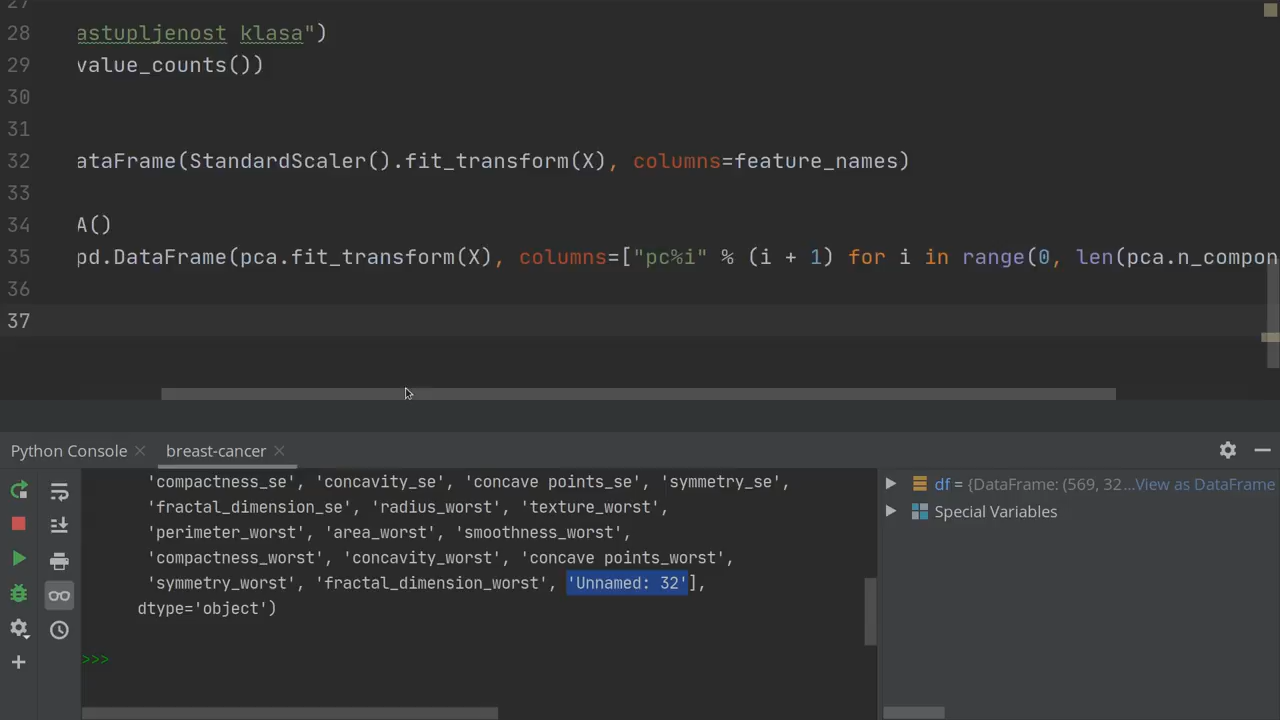 27
28 astupljenost klasa")
29 value_counts())
30
31
32 ataFrame(StandardScaler().fit_transform(X), columns=feature_names)
33
34 A()
35 pd.DataFrame(pca.fit_transform(X), columns=["pc%i" % (i + 1) for i in range(0, len(pca.n_compon
36
37
Python Console breast-cancer
'compactness_se', 'concavity_se', 'concave points_se', 'symmetry_se',
'fractal_dimension_se', 'radius_worst', 'texture_worst',
'perimeter_worst', 'area_worst', 'smoothness_worst',
'compactness_worst', 'concavity_worst', 'concave points_worst',
'symmetry_worst', 'fractal_dimension_worst', 'Unnamed: 32'],
dtype='object')
>>>
df = {DataFrame: (569, 32...View as DataFrame
Special Variables